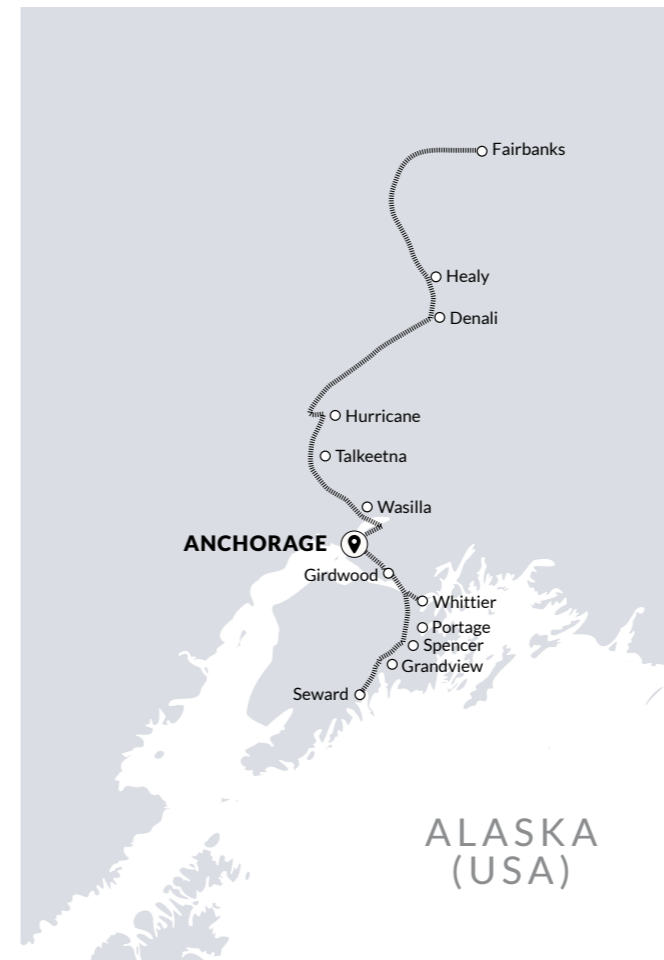 Fairbanks
Healy
Denali
Hurricane
Talkeetna
Wasilla
ANCHORAGE
Girdwood
Whittier
Portage
Spencer
Grandview
Seward
ALASKA
(USA)